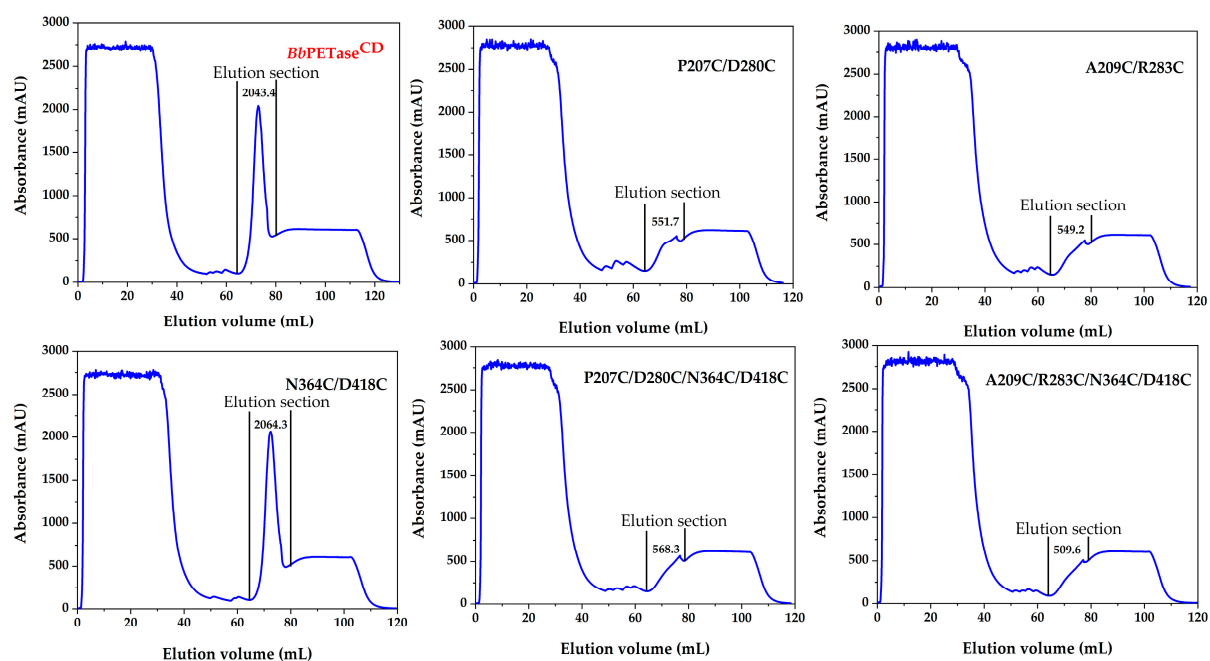 BbPETaseCD
Elution section
2043.4
Absorbance (mAU)
3000
2500
2000
1500
1000
500
0
0 20 40 60 80 100 120
Elution volume (mL)
P207C/D280C
Elution section
551.7
Absorbance (mAU)
3000
2500
2000
1500
1000
500
0
0 20 40 60 80 100 120
Elution volume (mL)
A209C/R283C
Elution section
549.2
Absorbance (mAU)
3000
2500
2000
1500
1000
500
0
0 20 40 60 80 100 120
Elution volume (mL)
N364C/D418C
Elution section
2064.3
Absorbance (mAU)
3000
2500
2000
1500
1000
500
0
0 20 40 60 80 100 120
Elution volume (mL)
P207C/D280C/N364C/D418C
Elution section
568.3
Absorbance (mAU)
3000
2500
2000
1500
1000
500
0
0 20 40 60 80 100 120
Elution volume (mL)
A209C/R283C/N364C/D418C
Elution section
509.6
Absorbance (mAU)
3000
2500
2000
1500
1000
500
0
0 20 40 60 80 100 120
Elution volume (mL)